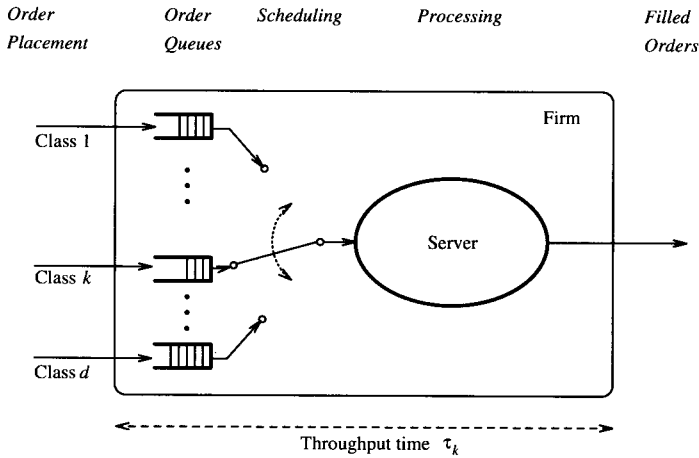 Order Placement
Order Queues
Scheduling
Processing
Filled Orders
Firm
Class 1
Class k
Class d
Server
Throughput time τk